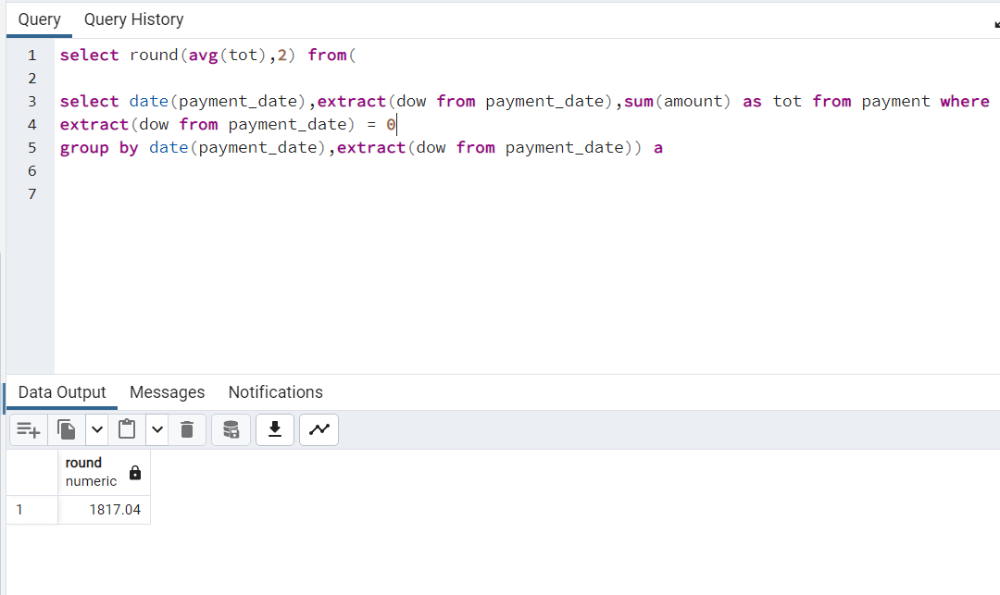 Query Query History
1 select round(avg(tot),2) from(
2
3 select date(payment_date),extract(dow from payment_date),sum(amount) as tot from payment where
4 extract(dow from payment_date) = 0
5 group by date(payment_date),extract(dow from payment_date)) a
6
7
Data Output Messages Notifications
round
numeric
1 1817.04